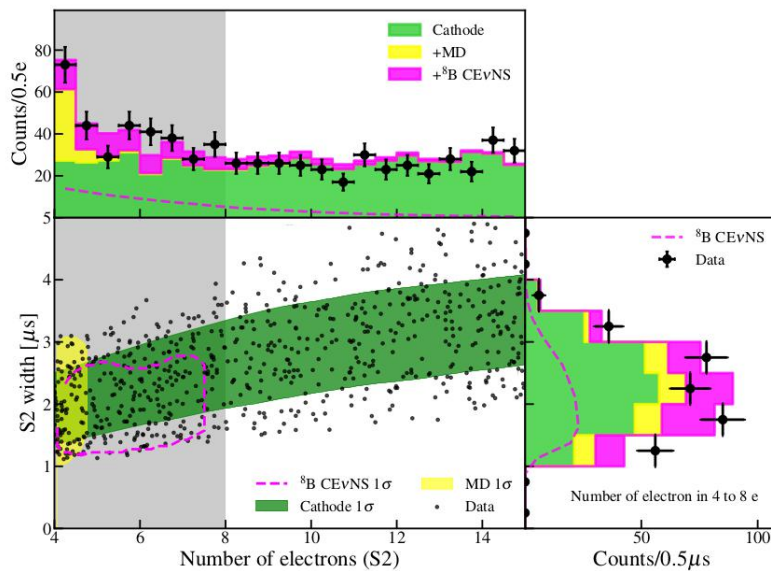 Cathode
+MD
+⁸B CEνNS
Counts/0.5e
80
60
40
20
5
4
3
2
1
0
S2 width [μs]
⁸B CEνNS 1σ
Cathode 1σ
MD 1σ
Data
4
6
8
10
12
14
Number of electrons (S2)
⁸B CEνNS
Data
Number of electron in 4 to 8 e
50
100
Counts/0.5μs